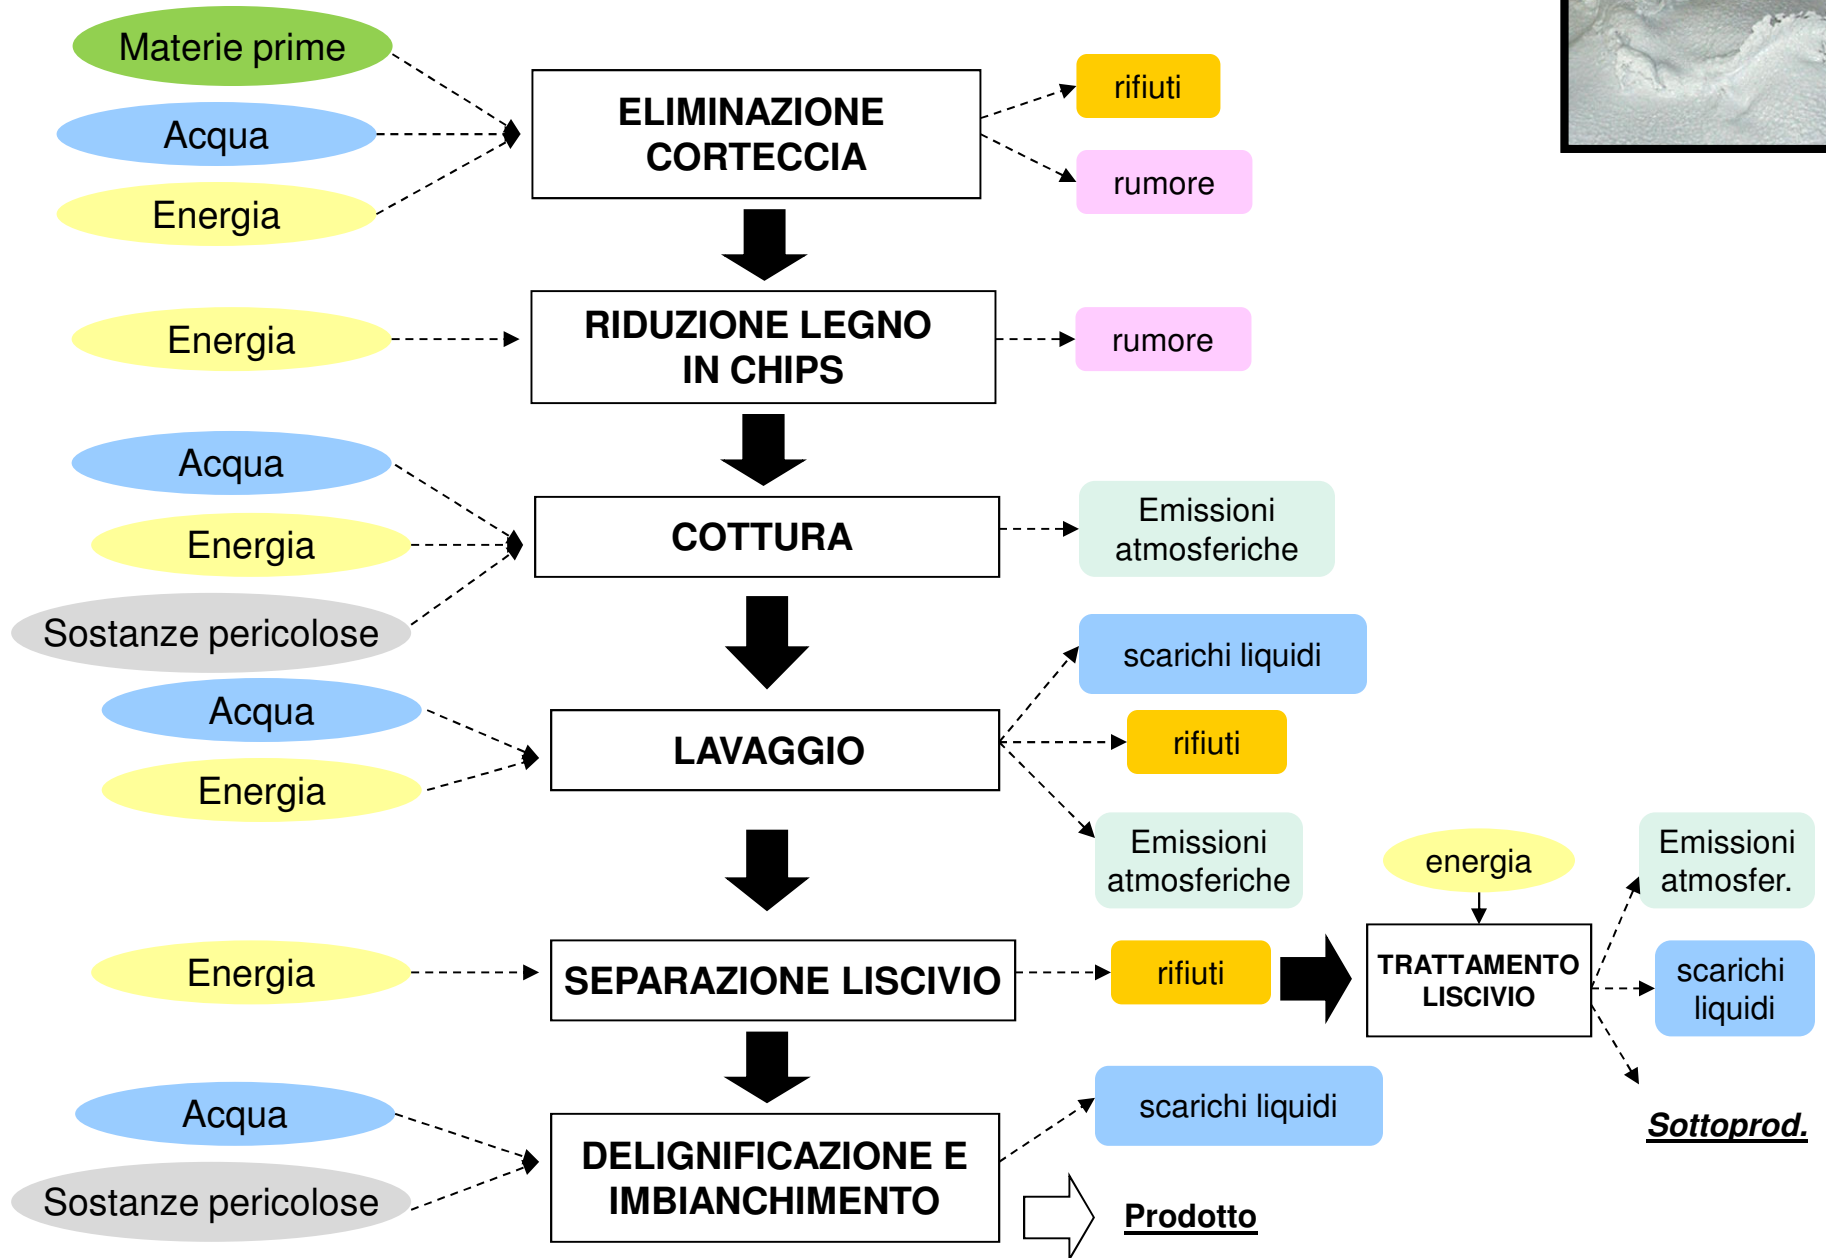 Materie prime
Acqua
Energia
ELIMINAZIONE
CORTECCIA
rifiuti
rumore
Energia
RIDUZIONE LEGNO
IN CHIPS
rumore
Acqua
Energia
Sostanze pericolose
COTTURA
Emissioni
atmosferiche
Acqua
Energia
LAVAGGIO
scarichi liquidi
rifiuti
Emissioni
atmosferiche
Energia
SEPARAZIONE LISCIVIO
rifiuti
energia
TRATTAMENTO
LISCIVIO
Emissioni
atmosfer.
scarichi
liquidi
Sottoprod.
Acqua
Sostanze pericolose
DELIGNIFICAZIONE E
IMBIANCHIMENTO
scarichi liquidi
Prodotto